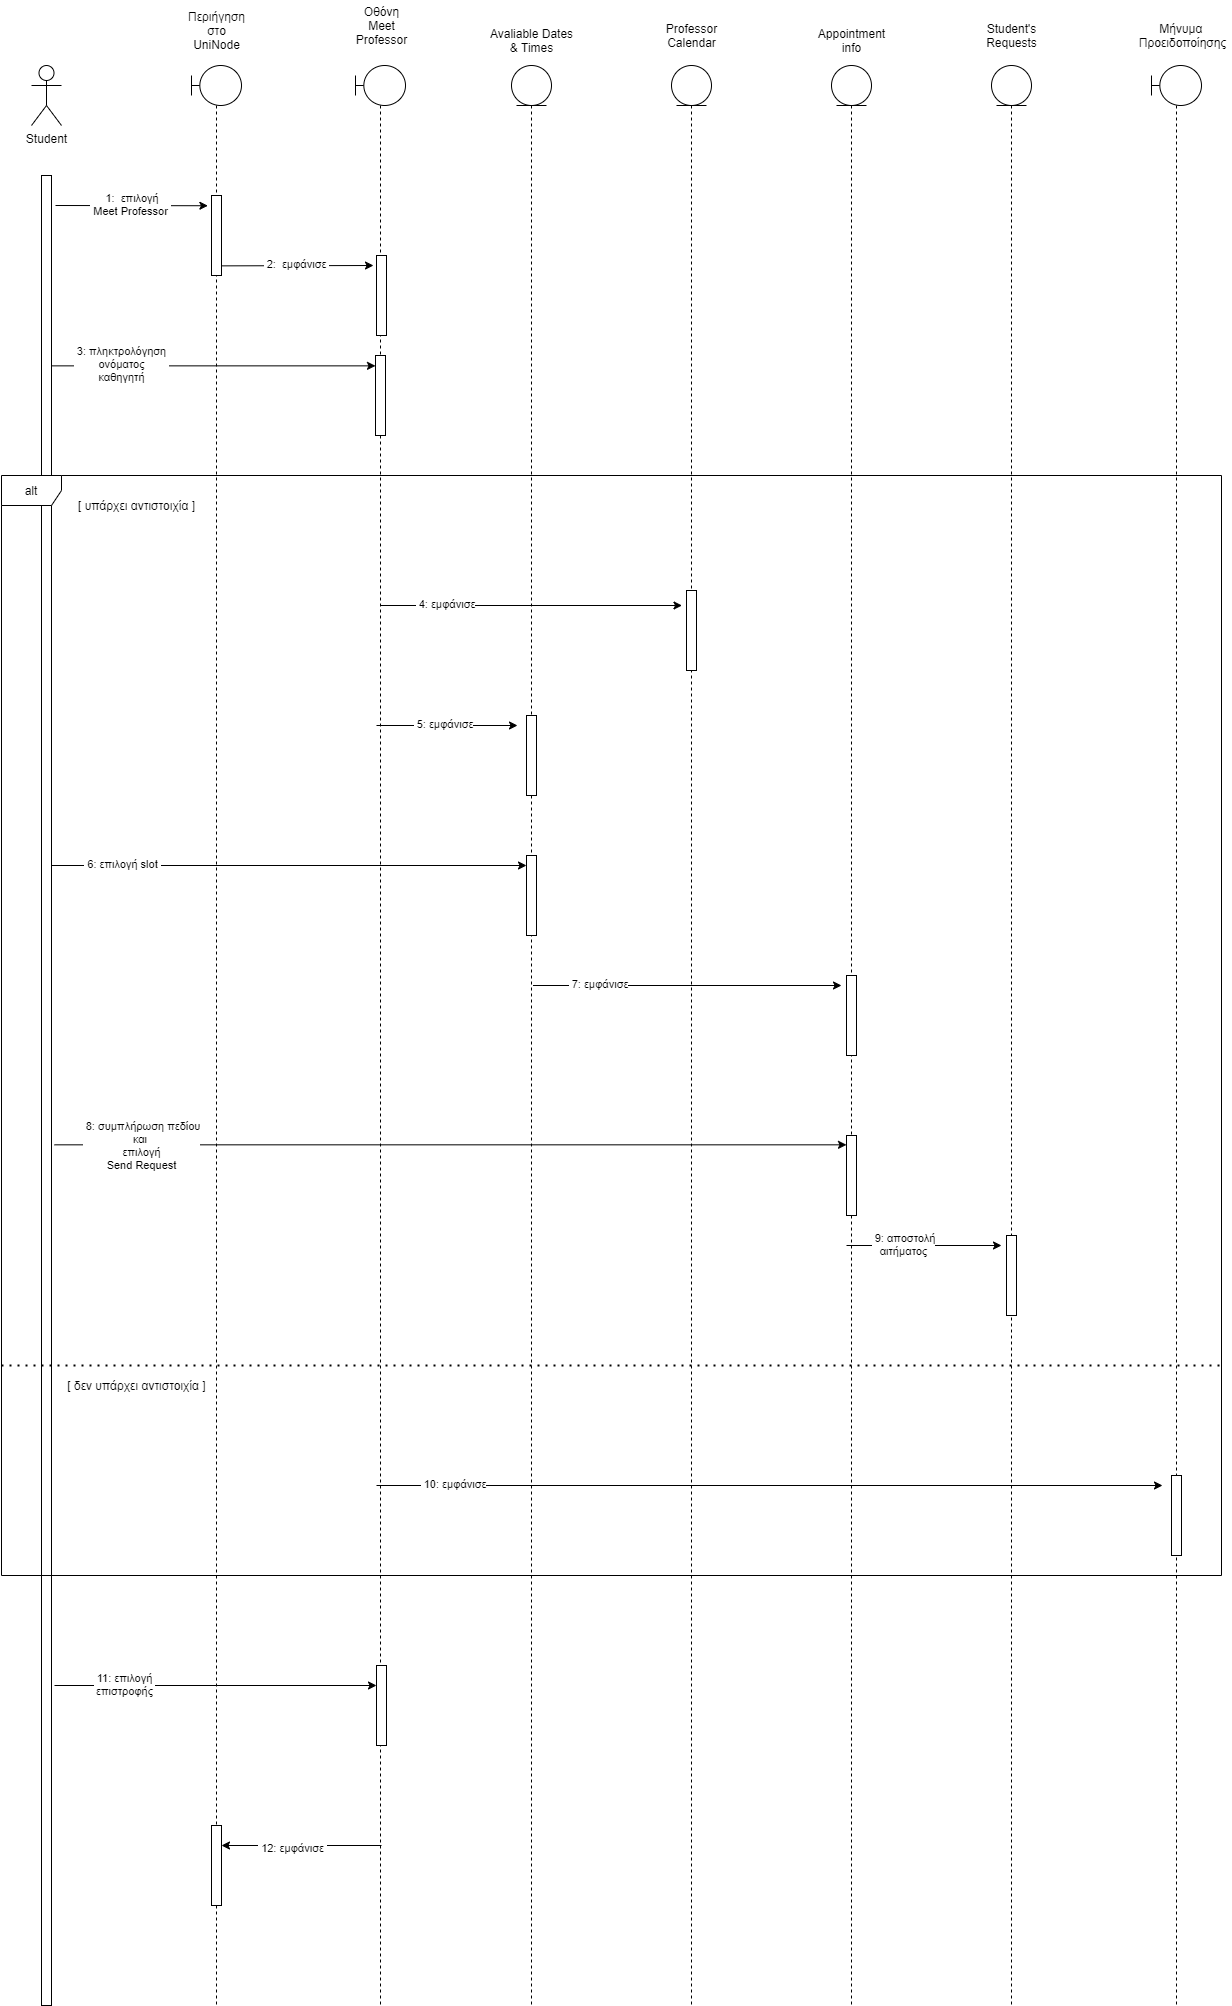 Περιήγηση
στο
UniNode
Οθόνη
Meet
Professor
Avaliable Dates
& Times
Professor
Calendar
Appointment
info
Student's
Requests
Μήνυμα
Προειδοποίησης
Student
1:  επιλογή
Meet Professor
2:  εμφάνισε
3: πληκτρολόγηση
ονόματος
καθηγητή
alt
[ υπάρχει αντιστοιχία ]
4: εμφάνισε
5: εμφάνισε
6: επιλογή slot
7: εμφάνισε
8: συμπλήρωση πεδίου
και
επιλογή
Send Request
9: αποστολή
αιτήματος
[ δεν υπάρχει αντιστοιχία ]
10: εμφάνισε
11: επιλογή
επιστροφής
12: εμφάνισε